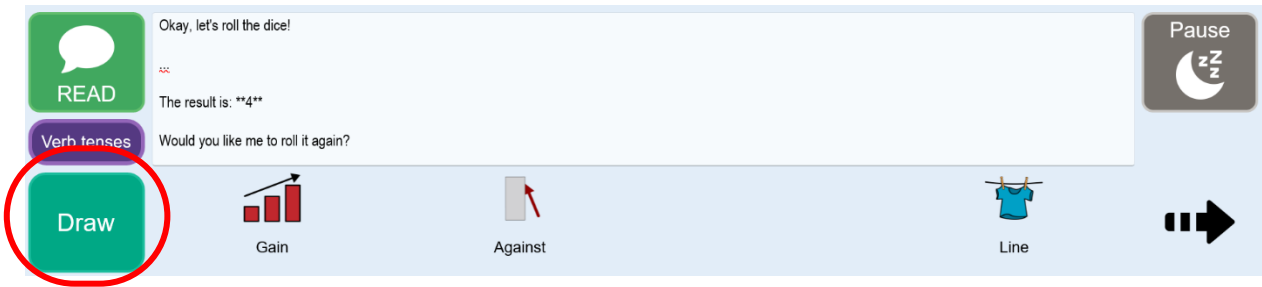 READ
Verb tenses
Okay, let's roll the dice!
...
The result is: **4**
Would you like me to roll it again?
Pause
zzz
Draw
Gain
Against
Line